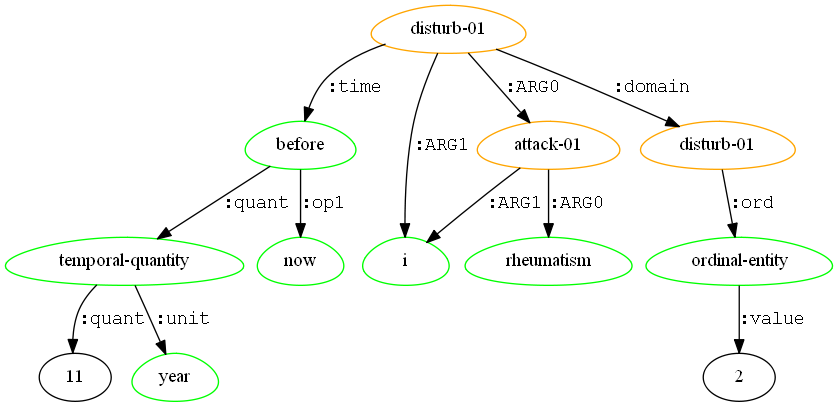 disturb-01
:time
:ARG0
:domain
:ARG1
before
attack-01
disturb-01
:quant
:op1
:ARG1
:ARG0
:ord
temporal-quantity
now
i
rheumatism
ordinal-entity
:quant
:unit
:value
11
year
2